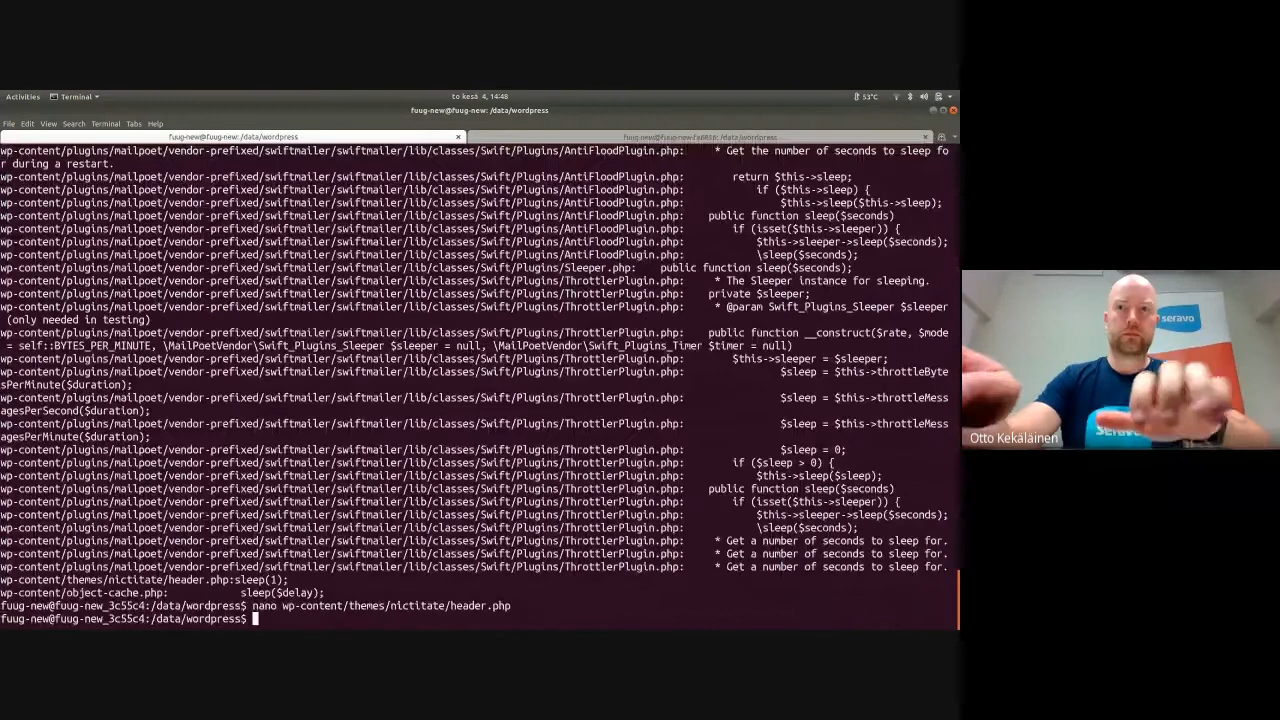 Activities Terminal to kesä 4, 14:48 53°C
fuug-new@fuug-new: /data/wordpress
File Edit View Search Terminal Tabs Help
fuug-new@fuug-new: /data/wordpress
wp-content/plugins/mailpoet/vendor-prefixed/swiftmailer/swiftmailer/lib/classes/Swift/Plugins/AntiFloodPlugin.php: * Get the number of seconds to sleep fo
r during a restart.
wp-content/plugins/mailpoet/vendor-prefixed/swiftmailer/swiftmailer/lib/classes/Swift/Plugins/AntiFloodPlugin.php: return $this->sleep;
wp-content/plugins/mailpoet/vendor-prefixed/swiftmailer/swiftmailer/lib/classes/Swift/Plugins/AntiFloodPlugin.php: if ($this->sleep) {
wp-content/plugins/mailpoet/vendor-prefixed/swiftmailer/swiftmailer/lib/classes/Swift/Plugins/AntiFloodPlugin.php: $this->sleep($this->sleep);
wp-content/plugins/mailpoet/vendor-prefixed/swiftmailer/swiftmailer/lib/classes/Swift/Plugins/AntiFloodPlugin.php: public function sleep($seconds)
wp-content/plugins/mailpoet/vendor-prefixed/swiftmailer/swiftmailer/lib/classes/Swift/Plugins/AntiFloodPlugin.php: if (isset($this->sleeper)) {
wp-content/plugins/mailpoet/vendor-prefixed/swiftmailer/swiftmailer/lib/classes/Swift/Plugins/AntiFloodPlugin.php: $this->sleeper->sleep($seconds);
wp-content/plugins/mailpoet/vendor-prefixed/swiftmailer/swiftmailer/lib/classes/Swift/Plugins/AntiFloodPlugin.php: \sleep($seconds);
wp-content/plugins/mailpoet/vendor-prefixed/swiftmailer/swiftmailer/lib/classes/Swift/Plugins/Sleeper.php: public function sleep($seconds);
wp-content/plugins/mailpoet/vendor-prefixed/swiftmailer/swiftmailer/lib/classes/Swift/Plugins/ThrottlerPlugin.php: * The Sleeper instance for sleeping.
wp-content/plugins/mailpoet/vendor-prefixed/swiftmailer/swiftmailer/lib/classes/Swift/Plugins/ThrottlerPlugin.php: private $sleeper;
wp-content/plugins/mailpoet/vendor-prefixed/swiftmailer/swiftmailer/lib/classes/Swift/Plugins/ThrottlerPlugin.php: * @param Swift_Plugins_Sleeper $sleeper
(only needed in testing)
wp-content/plugins/mailpoet/vendor-prefixed/swiftmailer/swiftmailer/lib/classes/Swift/Plugins/ThrottlerPlugin.php: public function __construct($rate, $mode
= self::BYTES_PER_MINUTE, \MailPoetVendor\Swift_Plugins_Sleeper $sleeper = null, \MailPoetVendor\Swift_Plugins_Timer $timer = null)
wp-content/plugins/mailpoet/vendor-prefixed/swiftmailer/swiftmailer/lib/classes/Swift/Plugins/ThrottlerPlugin.php: $this->sleeper = $sleeper;
wp-content/plugins/mailpoet/vendor-prefixed/swiftmailer/swiftmailer/lib/classes/Swift/Plugins/ThrottlerPlugin.php: $sleep = $this->throttleByte
sPerMinute($duration);
wp-content/plugins/mailpoet/vendor-prefixed/swiftmailer/swiftmailer/lib/classes/Swift/Plugins/ThrottlerPlugin.php: $sleep = $this->throttleMess
agesPerSecond($duration);
wp-content/plugins/mailpoet/vendor-prefixed/swiftmailer/swiftmailer/lib/classes/Swift/Plugins/ThrottlerPlugin.php: $sleep = $this->throttleMess
agesPerMinute($duration);
wp-content/plugins/mailpoet/vendor-prefixed/swiftmailer/swiftmailer/lib/classes/Swift/Plugins/ThrottlerPlugin.php: $sleep = 0;
wp-content/plugins/mailpoet/vendor-prefixed/swiftmailer/swiftmailer/lib/classes/Swift/Plugins/ThrottlerPlugin.php: if ($sleep > 0) {
wp-content/plugins/mailpoet/vendor-prefixed/swiftmailer/swiftmailer/lib/classes/Swift/Plugins/ThrottlerPlugin.php: $this->sleep($sleep);
wp-content/plugins/mailpoet/vendor-prefixed/swiftmailer/swiftmailer/lib/classes/Swift/Plugins/ThrottlerPlugin.php: public function sleep($seconds)
wp-content/plugins/mailpoet/vendor-prefixed/swiftmailer/swiftmailer/lib/classes/Swift/Plugins/ThrottlerPlugin.php: if (isset($this->sleeper)) {
wp-content/plugins/mailpoet/vendor-prefixed/swiftmailer/swiftmailer/lib/classes/Swift/Plugins/ThrottlerPlugin.php: $this->sleeper->sleep($seconds);
wp-content/plugins/mailpoet/vendor-prefixed/swiftmailer/swiftmailer/lib/classes/Swift/Plugins/ThrottlerPlugin.php: \sleep($seconds);
wp-content/plugins/mailpoet/vendor-prefixed/swiftmailer/swiftmailer/lib/classes/Swift/Plugins/ThrottlerPlugin.php: * Get a number of seconds to sleep for.
wp-content/plugins/mailpoet/vendor-prefixed/swiftmailer/swiftmailer/lib/classes/Swift/Plugins/ThrottlerPlugin.php: * Get a number of seconds to sleep for.
wp-content/plugins/mailpoet/vendor-prefixed/swiftmailer/swiftmailer/lib/classes/Swift/Plugins/ThrottlerPlugin.php: * Get a number of seconds to sleep for.
wp-content/themes/nictitate/header.php:sleep(1);
wp-content/object-cache.php: sleep($delay);
fuug-new@fuug-new_3c55c4:/data/wordpress$ nano wp-content/themes/nictitate/header.php
fuug-new@fuug-new_3c55c4:/data/wordpress$
seravo
Seravo
Otto Kekäläinen